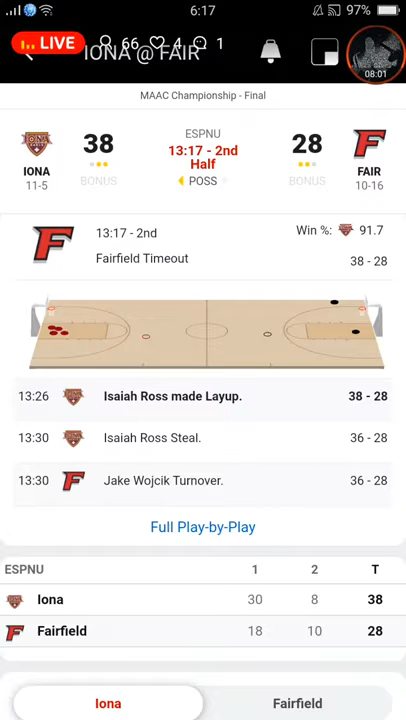 6:17
97%
LIVE
66
4
1
IONA @ FAIR
08:01
MAAC Championship - Final
IONA
11-5
38
BONUS
ESPNU
13:17 - 2nd
Half
POSS
28
BONUS
FAIR
10-16
13:17 - 2nd
Fairfield Timeout
Win %: 91.7
38 - 28
13:26 Isaiah Ross made Layup. 38 - 28
13:30 Isaiah Ross Steal. 36 - 28
13:30 Jake Wojcik Turnover. 36 - 28
Full Play-by-Play
ESPNU 1 2 T
Iona 30 8 38
Fairfield 18 10 28
Iona Fairfield